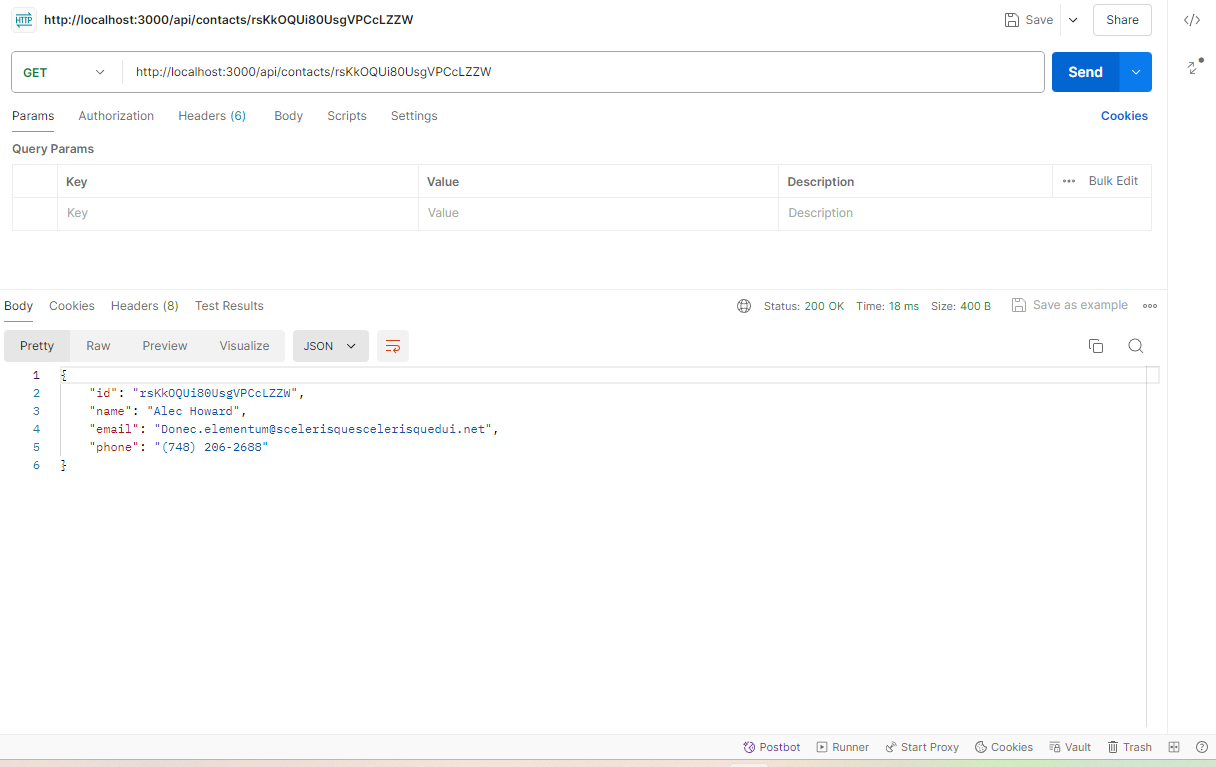 HTTP http://localhost:3000/api/contacts/rsKkOQUi80UsgVPCcLZZW Save Share
GET http://localhost:3000/api/contacts/rsKkOQUi80UsgVPCcLZZW Send
Params Authorization Headers (6) Body Scripts Settings Cookies
Query Params
Key Value Description Bulk Edit
Key Value Description
Body Cookies Headers (8) Test Results Status: 200 OK Time: 18 ms Size: 400 B Save as example
Pretty Raw Preview Visualize JSON
1 {
2 "id": "rsKkOQUi80UsgVPCcLZZW",
3 "name": "Alec Howard",
4 "email": "Donec.elementum@scelerisquescelerisquedui.net",
5 "phone": "(748) 206-2688"
6 }
Postbot Runner Start Proxy Cookies Vault Trash